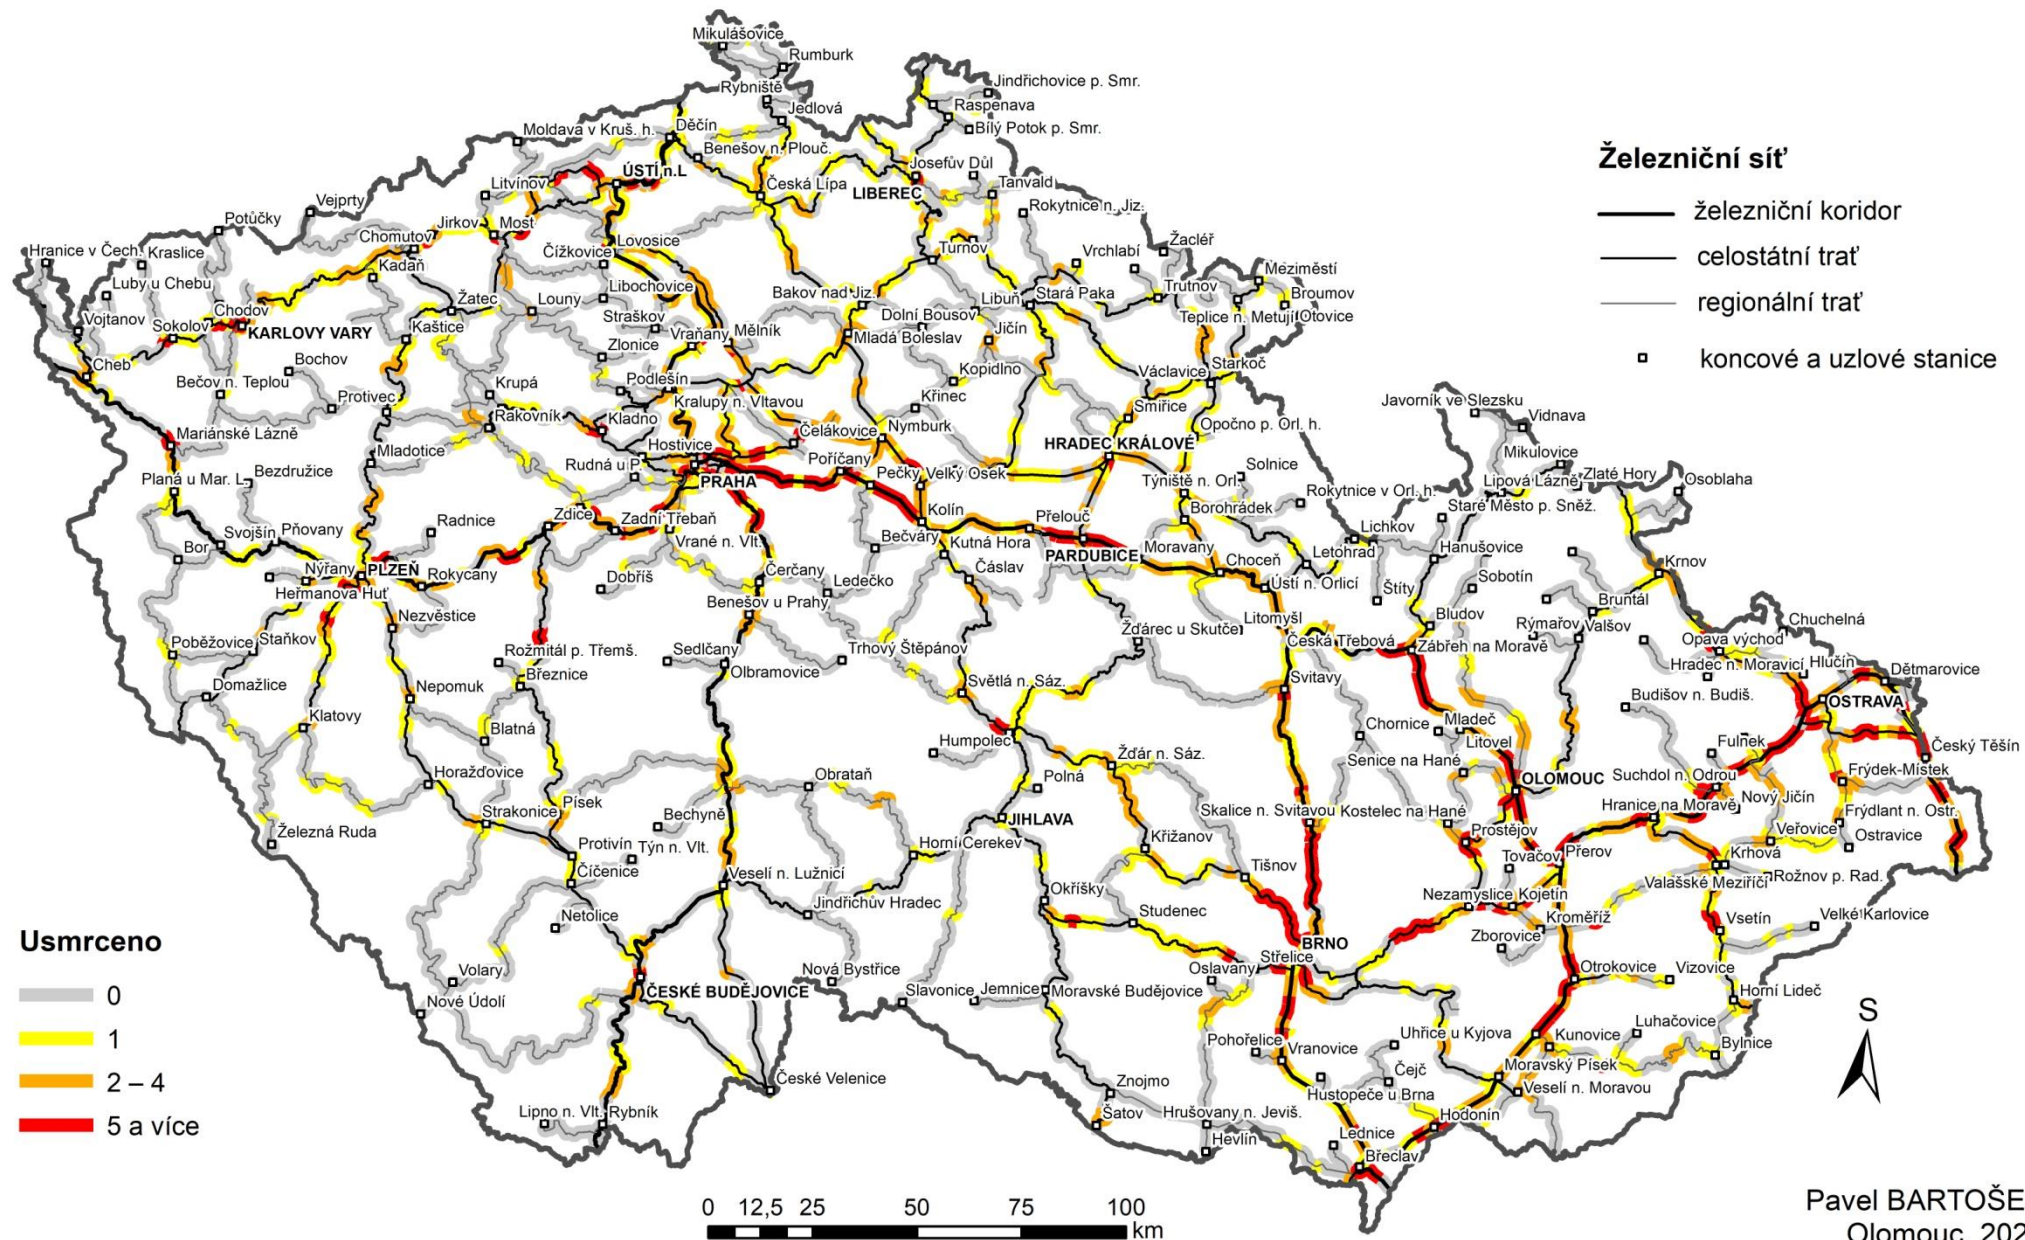 Mikulášovice
Rumburk
Rybniště
Jedlová
Jindřichovice p. Smr.
Raspenava
Bílý Potok p. Smr.
Moldava v Kruš. h.
Děčín
Benešov n. Plouč.
ÚSTÍ n.L
Josefův Důl
LIBEREC
Tanvald
Česká Lípa
Litvínov
Vejprty
Potůčky
Jirkov
Most
Chomutov
Kadaň
Hranice v Čech.
Kraslice
Luby u Chebu
Vojtanov
Sokolov
Chodov
KARLOVY VARY
Cheb
Bečov n. Teplou
Bochov
Protivec
Kaštice
Žatec
Louny
Čížkovice
Lovosice
Libochovice
Straškov
Vraňany
Mělník
Zlonice
Podlešín
Kralupy n. Vltavou
Krupá
Rakovník
Kladno
Hostivice
Rudná u P.
PRAHA
Turnov
Rokytnice n. Jiz.
Vrchlabí
Žacléř
Trutnov
Meziměstí
Broumov
Teplice n. Metují
Otovice
Bakov nad Jiz.
Dolní Bousov
Libuň
Stará Paka
Jičín
Mladá Boleslav
Kopidlno
Křinec
Nymburk
Čelákovice
Poříčany
Pečky
Velký Osek
Václavice
Starkoč
Smiřice
HRADEC KRÁLOVÉ
Opočno p. Orl. h.
Solnice
Týniště n. Orl.
Rokytnice v Orl. h.
Borohrádek
Letohrad
Lichkov
Štíty
Javorník ve Slezsku
Vidnava
Mikulovice
Lipová Lázně
Zlaté Hory
Osoblaha
Staré Město p. Sněž.
Hanušovice
Sobotín
Krnov
Bruntál
Rýmařov
Valšov
Bludov
Zábřeh na Moravě
Chuchelná
Opava východ
Hradec n. Moravicí
Hlučín
Dětmarovice
OSTRAVA
Budišov n. Budiš.
Český Těšín
Fulnek
Suchdol n. Odrou
Frýdek-Místek
Nový Jičín
Frýdlant n. Ostr.
Hranice na Moravě
Veřovice
Ostravice
Krhová
Rožnov p. Rad.
Valašské Meziříčí
Vsetín
Velké Karlovice
Mariánské Lázně
Planá u Mar. L.
Bezdružice
Mladotice
Svojšín
Pňovany
Bor
Radnice
Nýřany
PLZEŇ
Rokycany
Heřmanova Huť
Nezvěstice
Zdice
Zadní Třebaň
Vrané n. Vlt.
Dobříš
Kolín
Bečváry
Kutná Hora
Čáslav
Ledečko
Čerčany
Benešov u Prahy
Přelouč
PARDUBICE
Moravany
Choceň
Ústí n. Orlicí
Litomyšl
Česká Třebová
Žďárec u Skutče
Svitavy
Poběžovice
Staňkov
Domažlice
Klatovy
Železná Ruda
Nepomuk
Rožmitál p. Třemš.
Březnice
Blatná
Horažďovice
Strakonice
Písek
Sedlčany
Olbramovice
Trhový Štěpánov
Světlá n. Sáz.
Humpolec
Polná
Žďár n. Sáz.
Chornice
Mladeč
Litovel
Senice na Hané
OLOMOUC
Skalice n. Svitavou
Kostelec na Hané
Prostějov
Tovačov
Přerov
Nezamyslice
Kojetín
Kroměříž
Zborovice
Otrokovice
Vizovice
Horní Lideč
Luhačovice
Bylnice
Kunovice
Bechyně
Obrataň
Protivín
Týn n. Vlt.
Číčenice
Netolice
Veselí n. Lužnicí
Jindřichův Hradec
Horní Cerekev
JIHLAVA
Křižanov
Tišnov
Okříšky
Studenec
BRNO
Střelice
Oslavany
Moravské Budějovice
Nová Bystřice
Slavonice
Jemnice
Volary
Nové Údolí
ČESKÉ BUDĚJOVICE
České Velenice
Lipno n. Vlt.
Rybník
Znojmo
Šatov
Hrušovany n. Jeviš.
Hevlín
Pohořelice
Vranovice
Uhřice u Kyjova
Čejč
Hustopeče u Brna
Moravský Písek
Veselí n. Moravou
Hodonín
Lednice
Břeclav
Železniční síť
železniční koridor
celostátní trať
regionální trať
koncové a uzlové stanice
Usmrceno
0
1
2 – 4
5 a více
S
0 12,5 25 50 75 100
km
Pavel BARTOŠE
Olomouc, 202